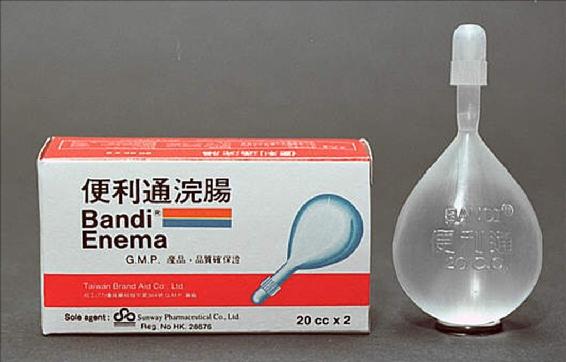 便利通浣腸
Bandi®
Enema
G.M.P. 產品，品質確保證
Taiwan Brand Aid Co., Ltd.
Sole agent: Sunway Pharmaceutical Co., Ltd.
Reg. No HK. 28676
20 cc x 2
BANDI®
便利通
20 C.C.